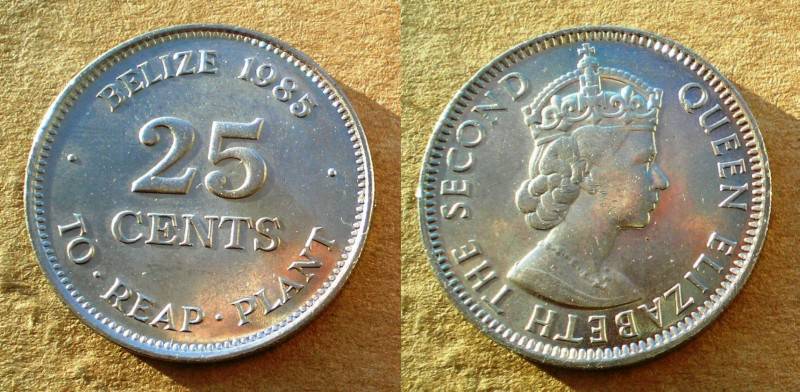 BELIZE 1985
25
CENTS
TO · REAP · PLANT
QUEEN ELIZABETH THE SECOND